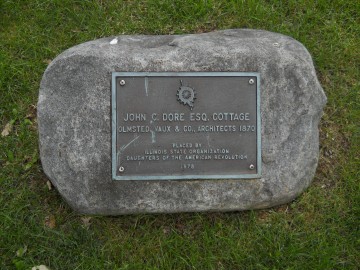 JOHN C. DORE ESQ. COTTAGE
OLMSTED, VAUX & CO., ARCHITECTS 1870
PLACED BY
ILLINOIS STATE ORGANIZATION
DAUGHTERS OF THE AMERICAN REVOLUTION